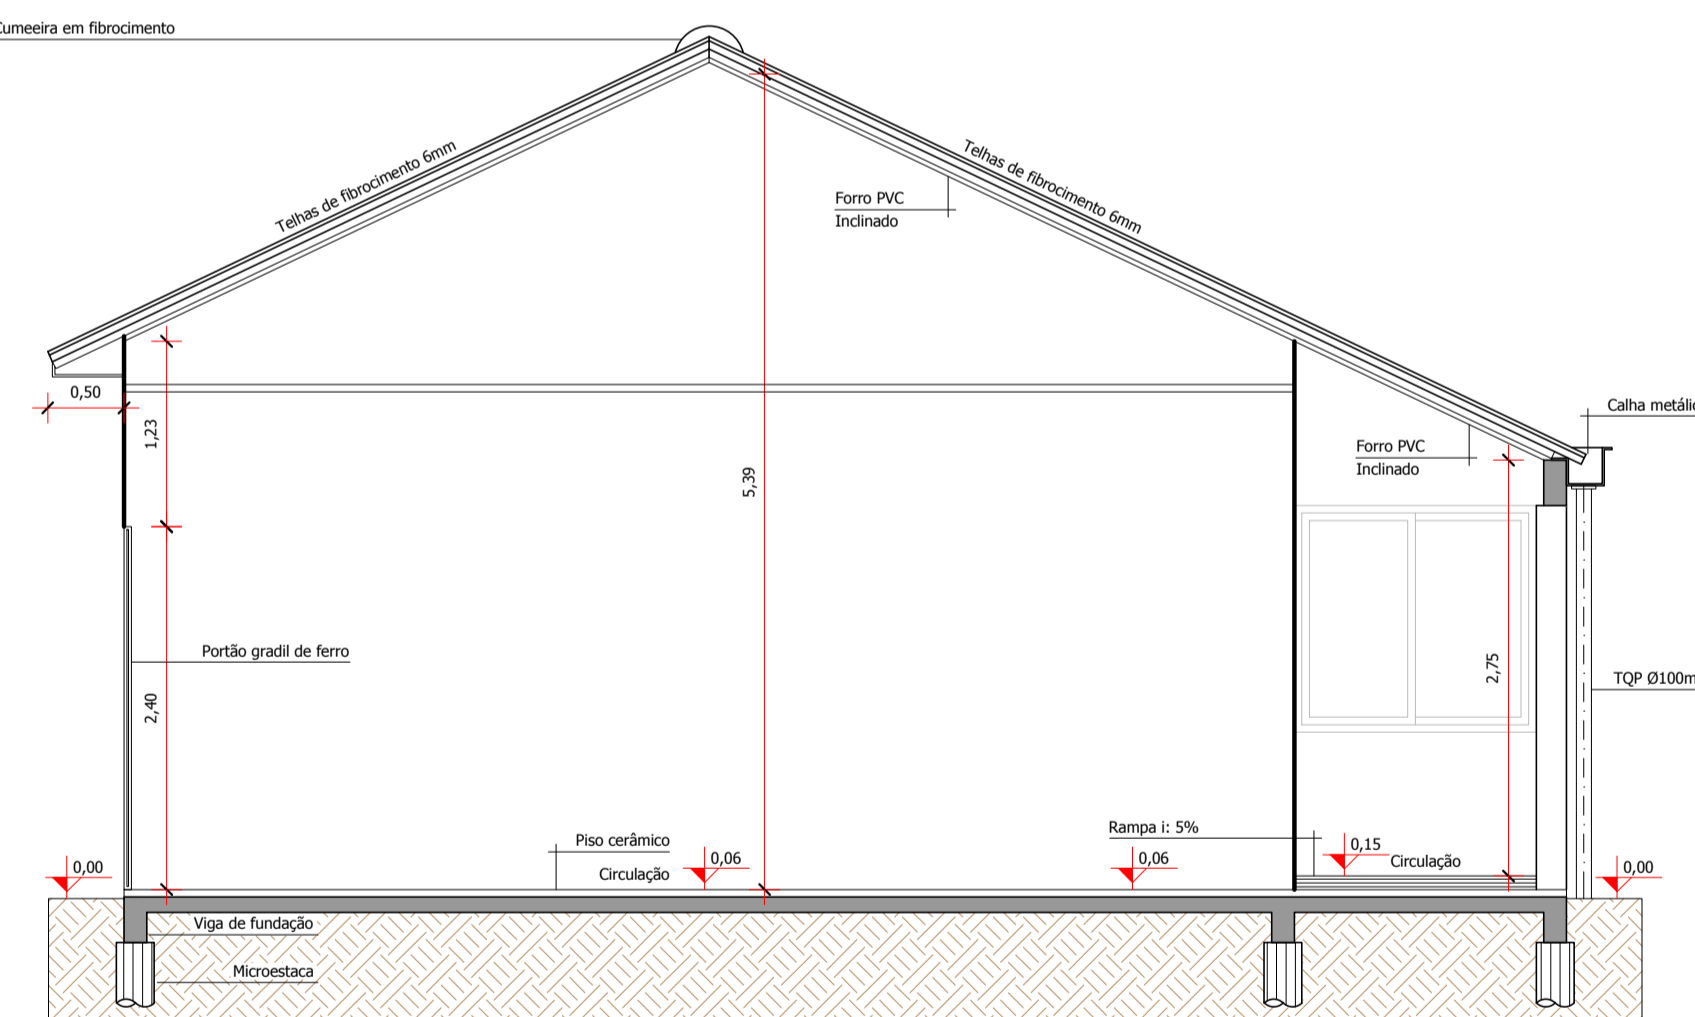 Cumeeira em fibrocimento
Telhas de fibrocimento 6mm
Telhas de fibrocimento 6mm
Forro PVC
Inclinado
0,50
1,23
5,39
Calha metálic
Forro PVC
Inclinado
Portão gradil de ferro
2,40
2,75
TQP Ø100m
Rampa i: 5%
Piso cerâmico
Circulação
0,00
0,06
0,06
0,15
Circulação
0,00
Viga de fundação
Microestaca